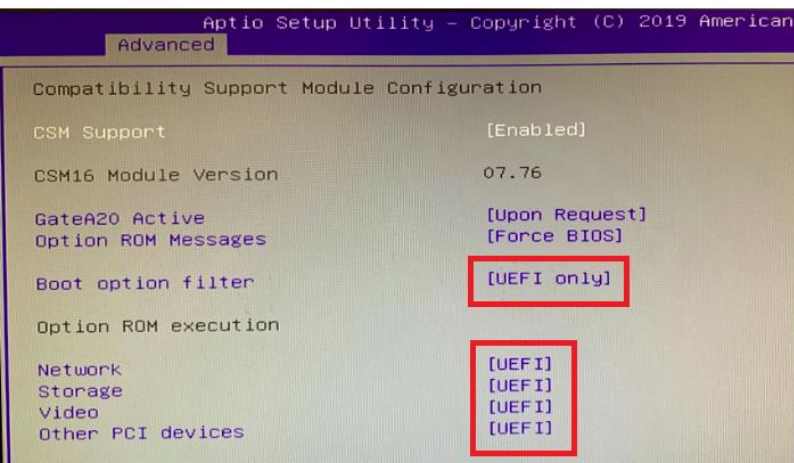 Aptio Setup Utility – Copyright (C) 2019 American
Advanced
Compatibility Support Module Configuration
CSM Support [Enabled]
CSM16 Module Version 07.76
GateA20 Active [Upon Request]
Option ROM Messages [Force BIOS]
Boot option filter [UEFI only]
Option ROM execution
Network [UEFI]
Storage [UEFI]
Video [UEFI]
Other PCI devices [UEFI]